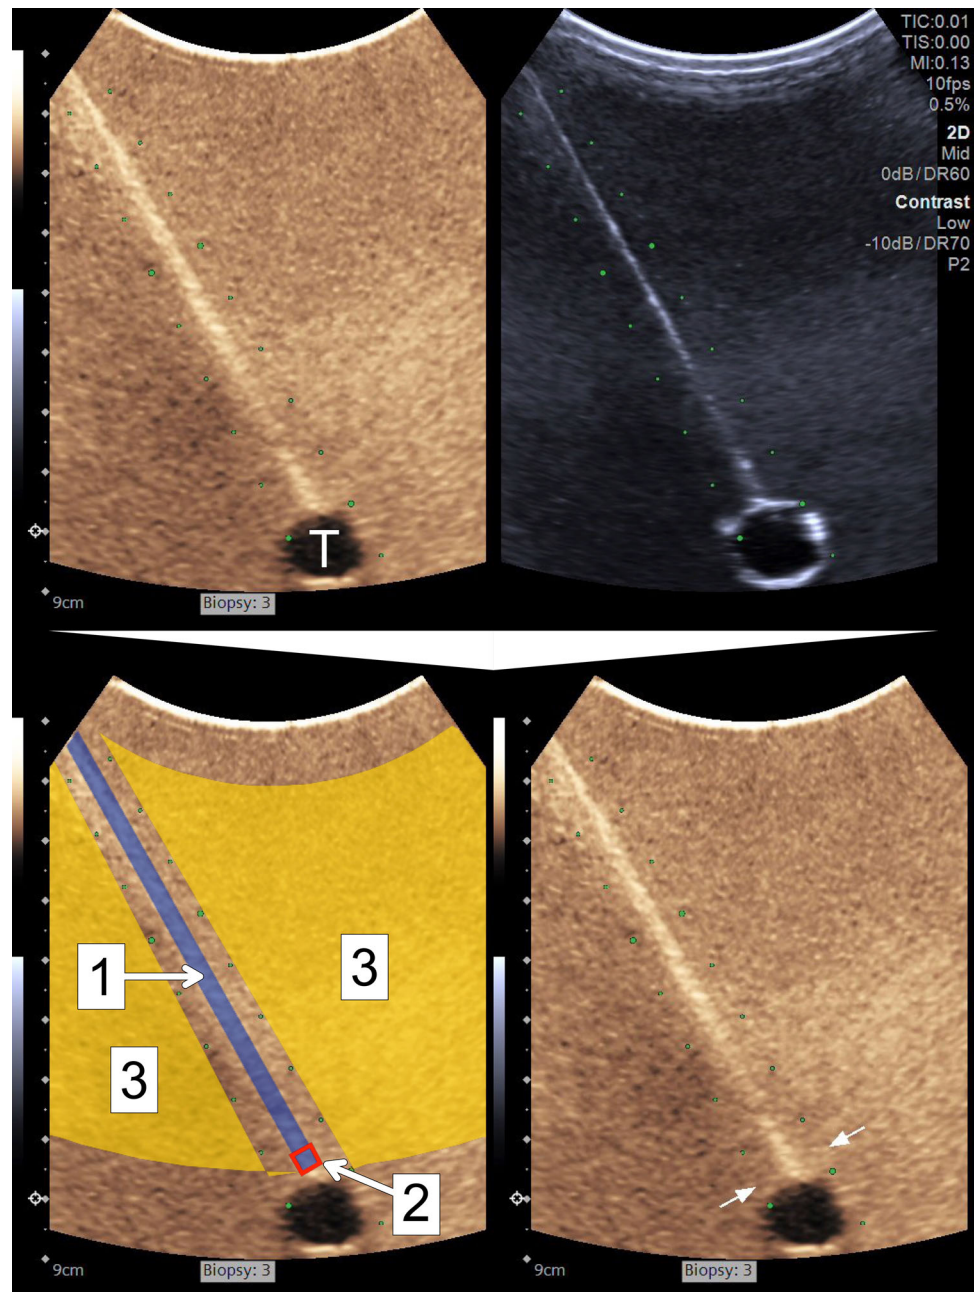 TIC:0.01
TIS:0.00
MI:0.13
10fps
0.5%
2D
Mid
0dB/DR60
Contrast
Low
-10dB/DR70
P2
T
9cm
Biopsy: 3
1
3
3
2
9cm
Biopsy: 3
9cm
Biopsy: 3